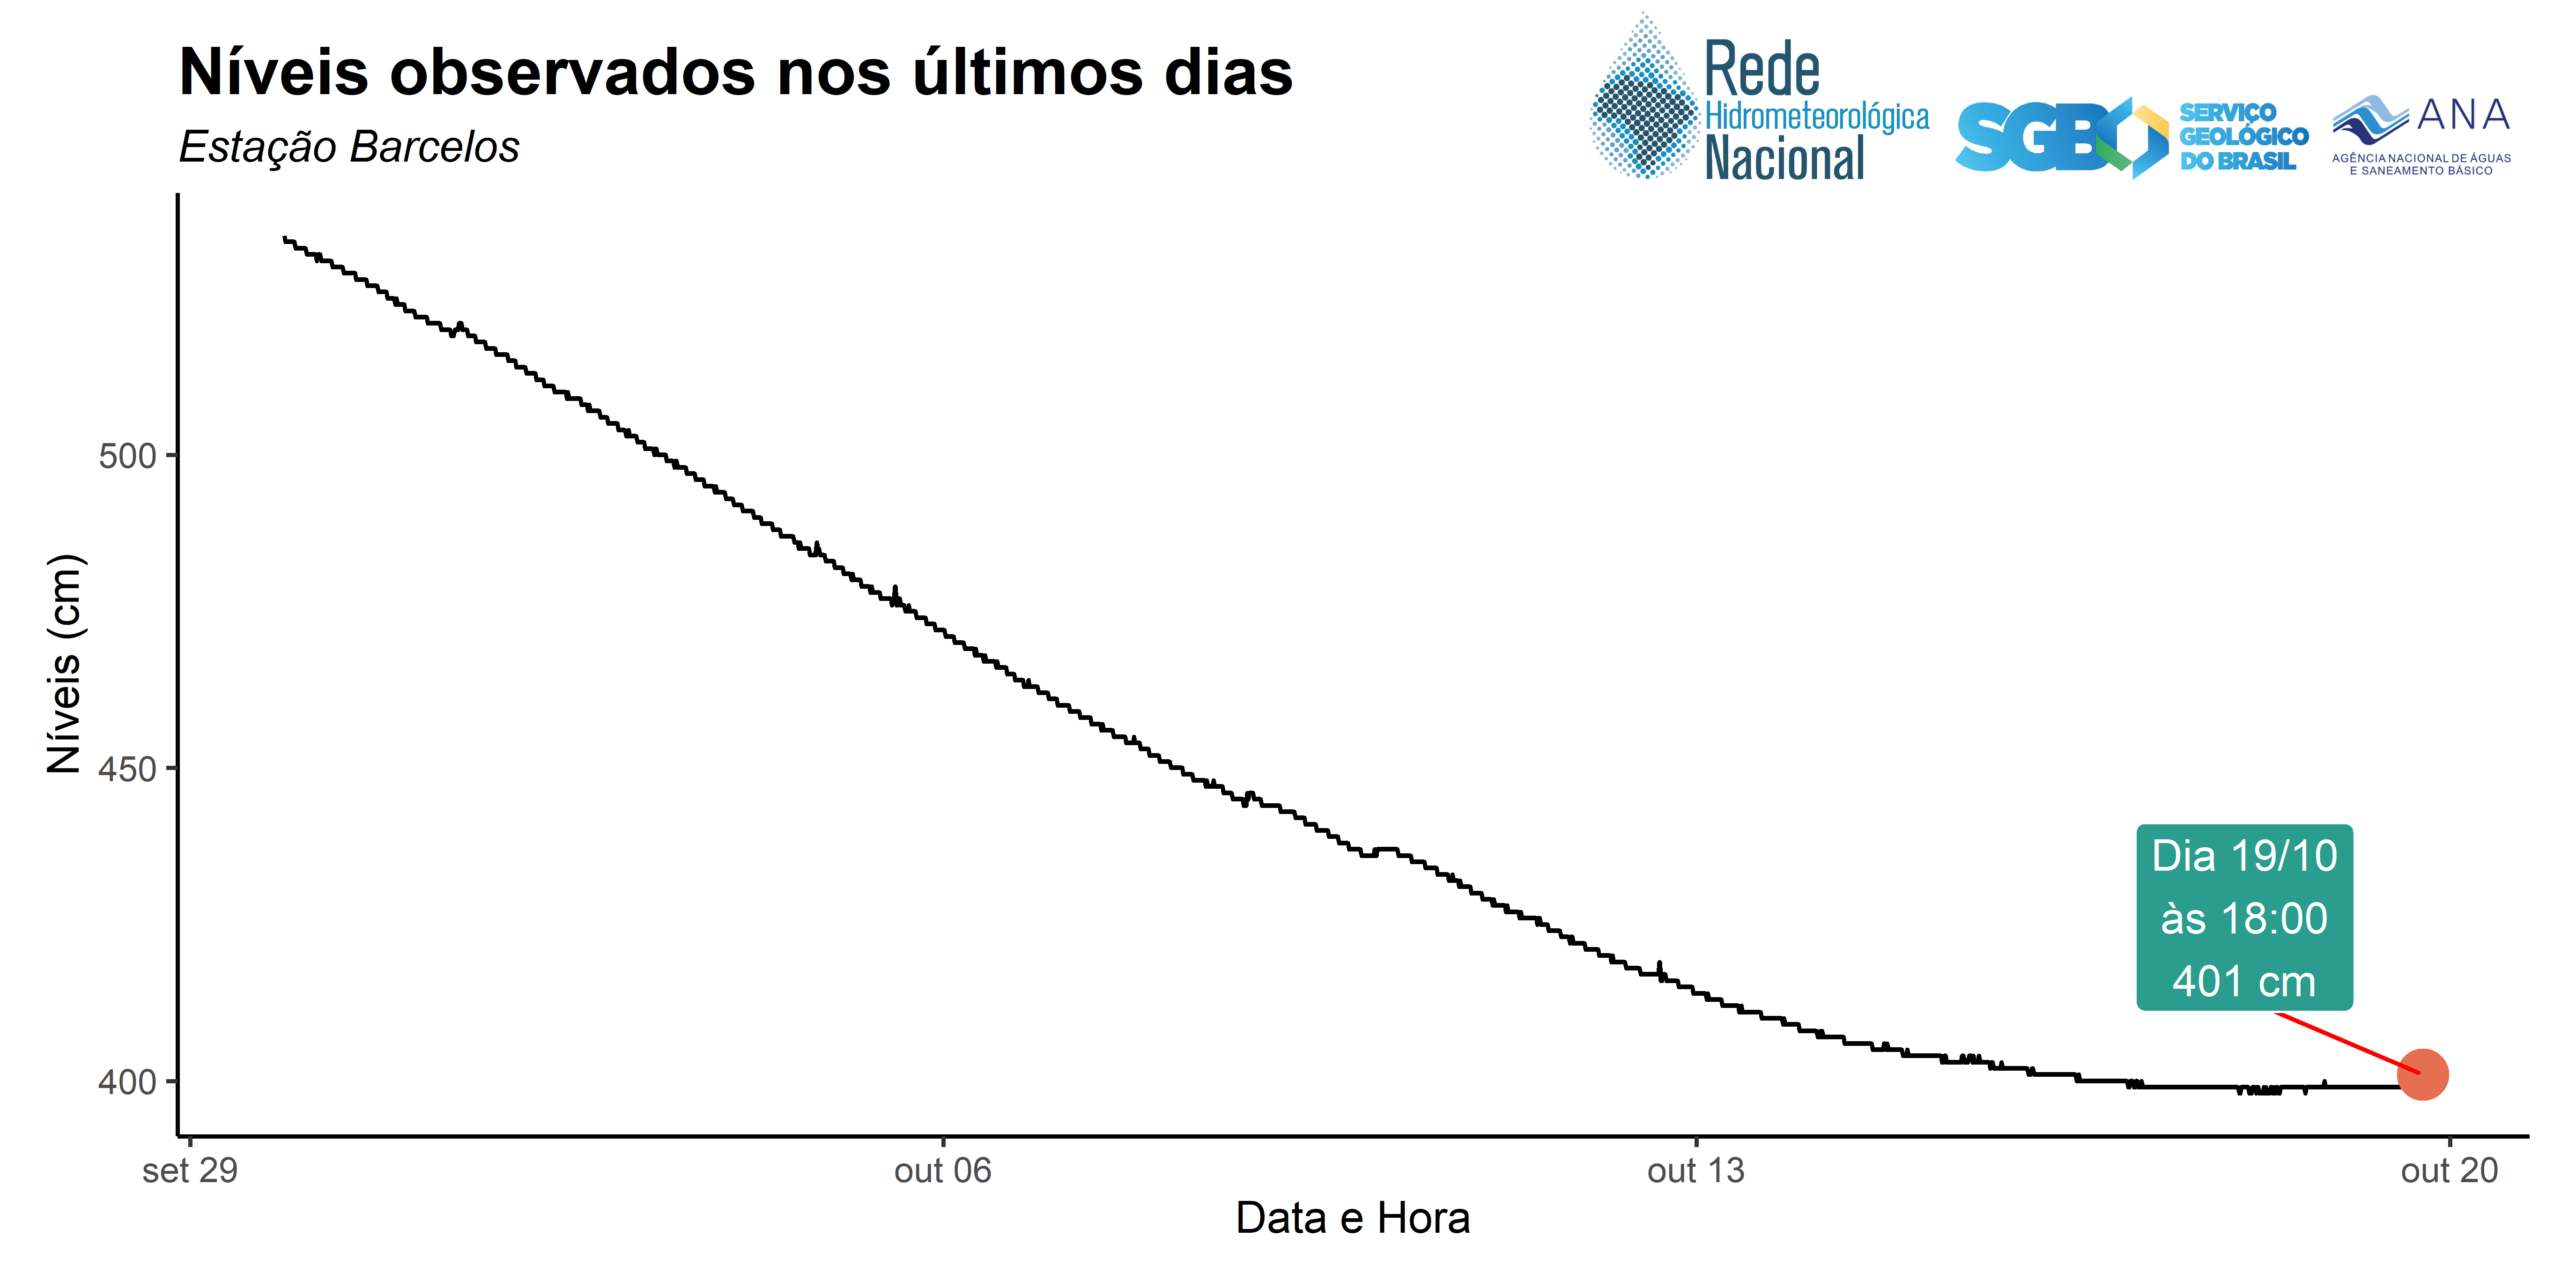 Níveis observados nos últimos dias
Estação Barcelos
Rede
Hidrometeorológica
Nacional
SGB
SERVIÇO
GEOLÓGICO
DO BRASIL
ANA
AGÊNCIA NACIONAL DE ÁGUAS
E SANEAMENTO BÁSICO
Níveis (cm)
500
450
400
Dia 19/10
às 18:00
401 cm
set 29
out 06
out 13
out 20
Data e Hora